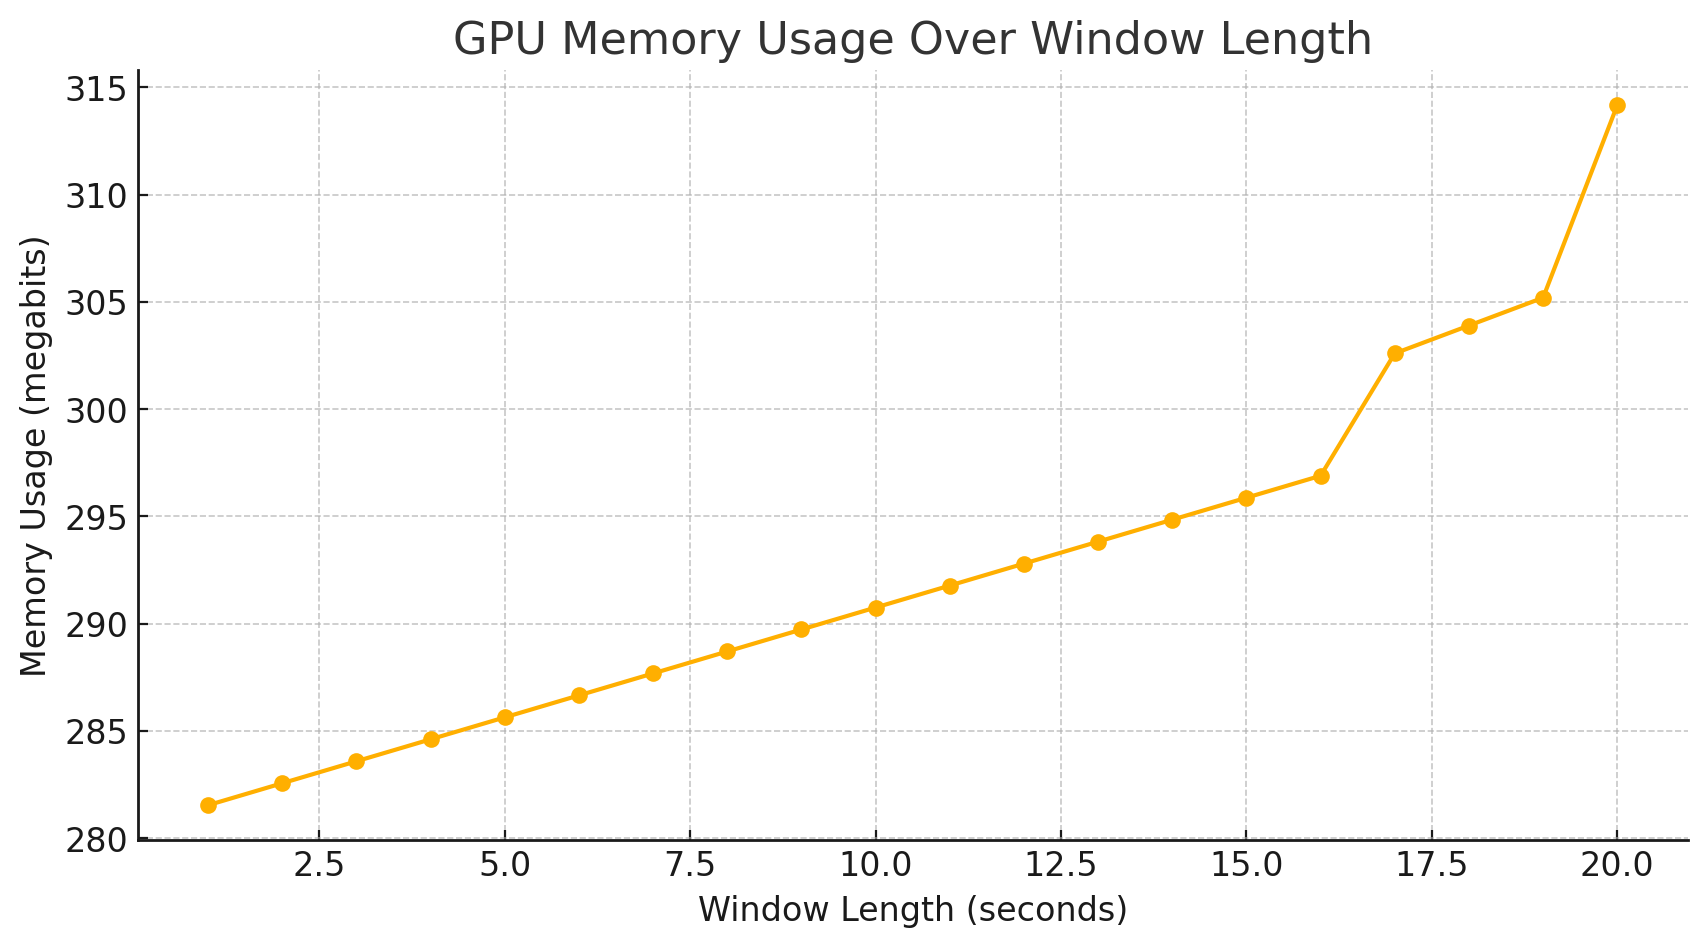 GPU Memory Usage Over Window Length
Memory Usage (megabits)
315
310
305
300
295
290
285
280
2.5 5.0 7.5 10.0 12.5 15.0 17.5 20.0
Window Length (seconds)